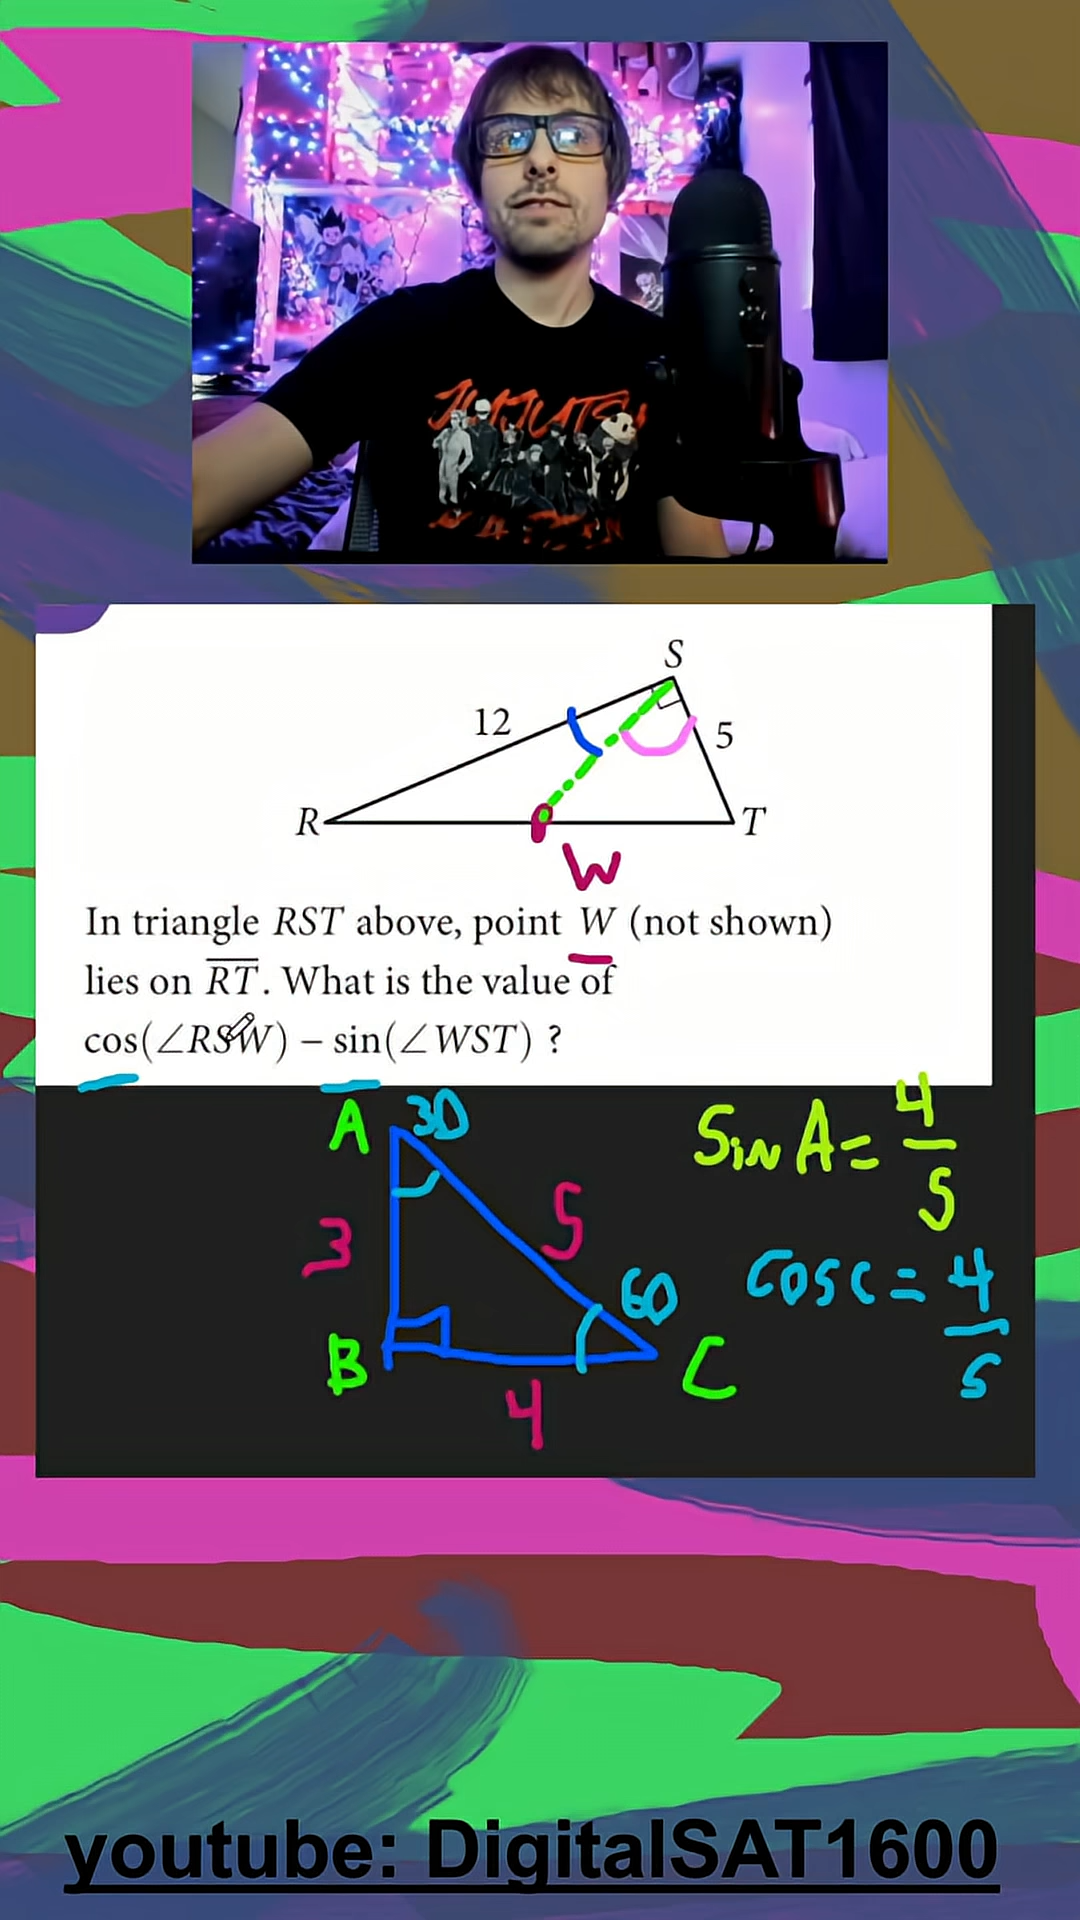 JUJUTSU
S
12
5
R
T
W
In triangle RST above, point W (not shown)
lies on RT. What is the value of
cos(∠RSW) – sin(∠WST) ?
A 30
Sin A = 4/5
3
5
60
cos c = 4/5
B
C
4
youtube: DigitalSAT1600